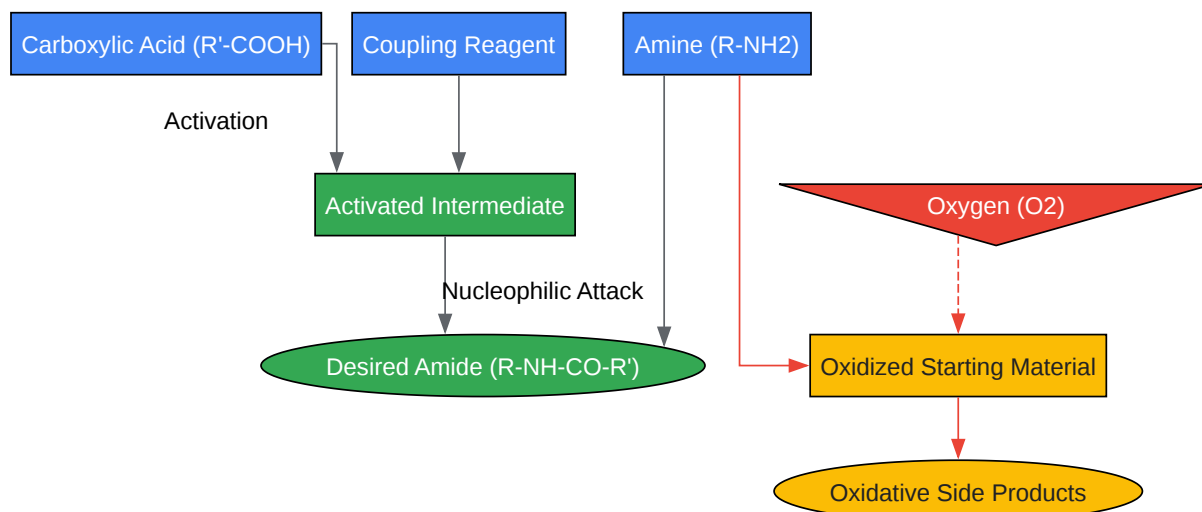 Carboxylic Acid (R'-COOH)
Coupling Reagent
Amine (R-NH2)
Activation
Activated Intermediate
Oxygen (O2)
Nucleophilic Attack
Desired Amide (R-NH-CO-R')
Oxidized Starting Material
Oxidative Side Products